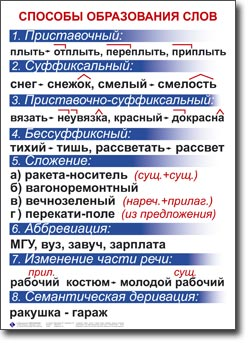 СПОСОБЫ ОБРАЗОВАНИЯ СЛОВ
1. Приставочный:
плыть- отплыть, переплыть, приплыть
2. Суффиксальный:
снег - снежок, смелый - смелость
3. Приставочно-суффиксальный:
вязать- неувязка, красный- докрасна
4. Бессуффиксный:
тихий - тишь, рассветать - рассвет
5. Сложение:
а) ракета-носитель (сущ.+сущ.)
б) вагоноремонтный
в) вечнозеленый (нареч.+прилаг.)
г) перекати-поле (из предложения)
6. Аббревиация:
МГУ, вуз, завуч, зарплата
7. Изменение части речи:
прил. сущ.
рабочий костюм - молодой рабочий
8. Семантическая деривация:
ракушка - гараж